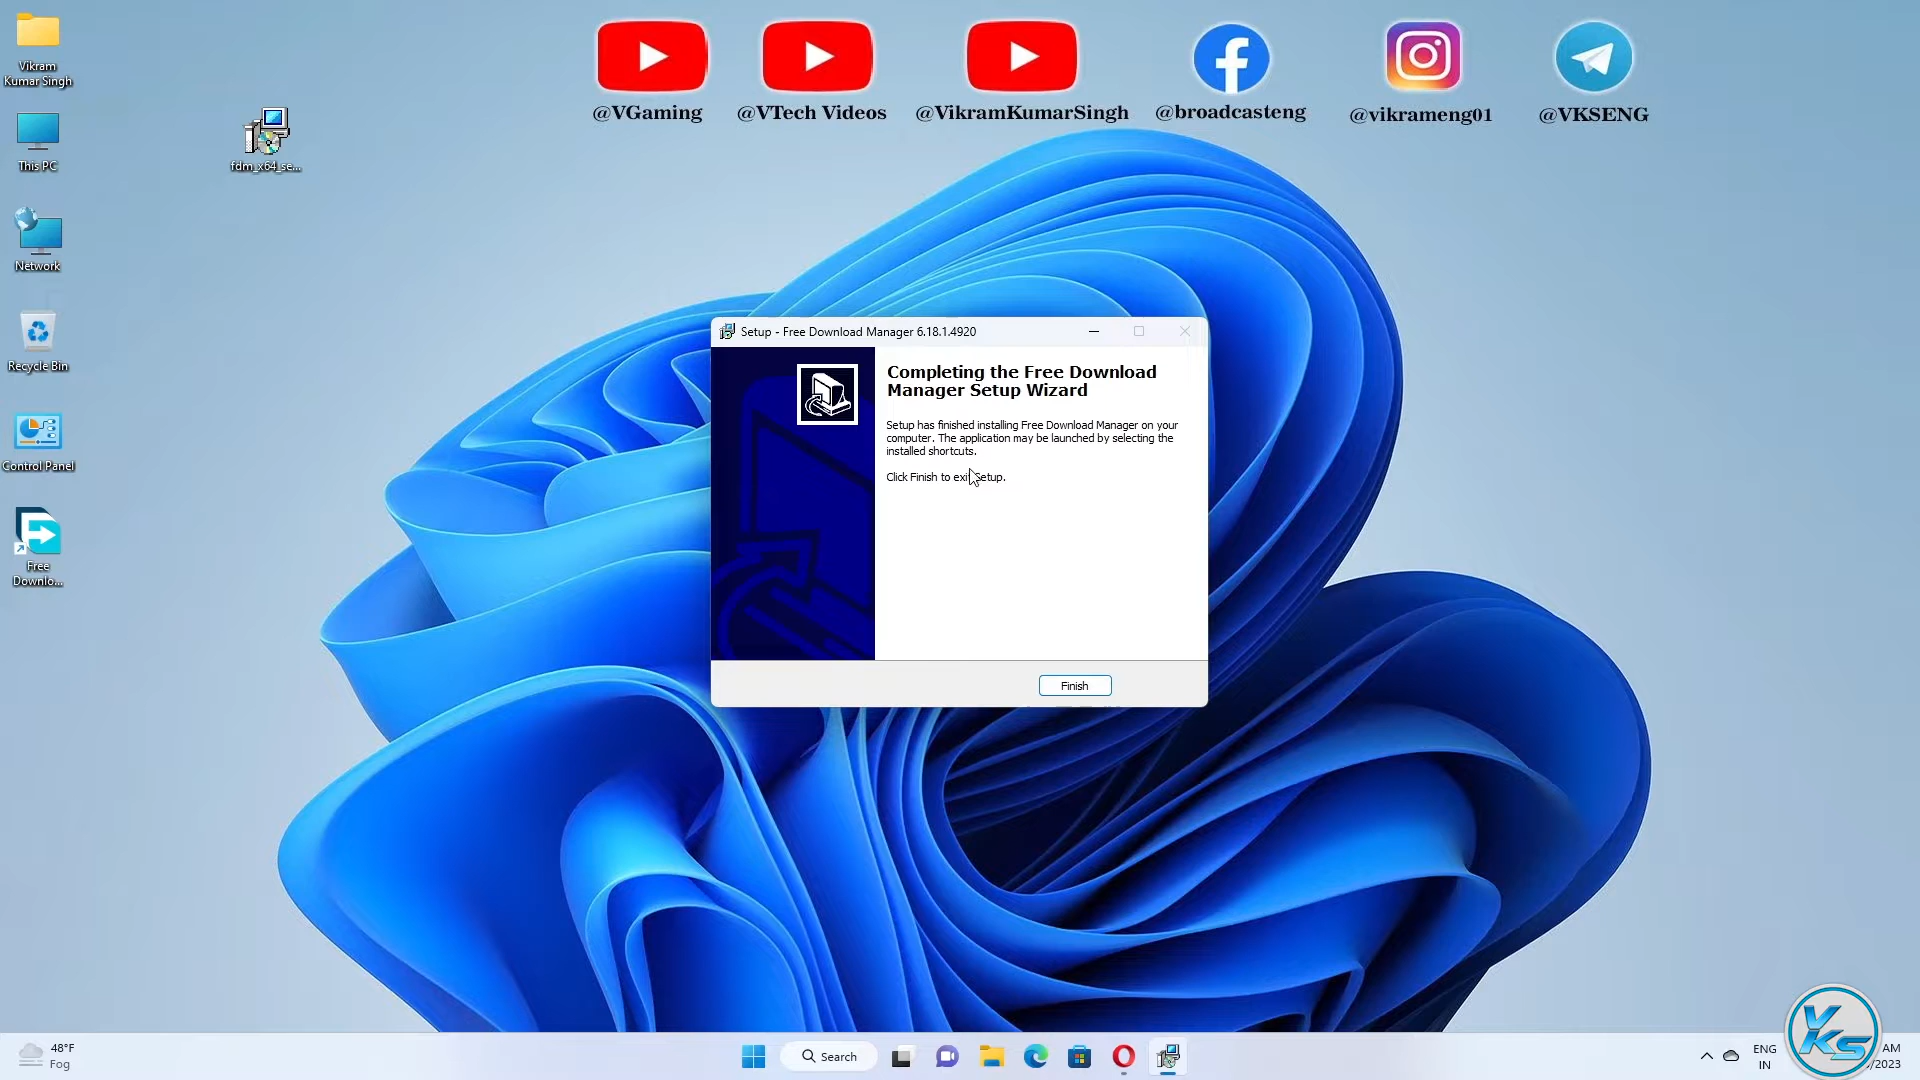 Vikram
Kumar Singh
This PC
Network
Recycle Bin
Control Panel
Free
Downlo...
fdm_x64_se...
@VGaming
@VTech Videos
@VikramKumarSingh
@broadcasteng
@vikrameng01
@VKSENG
Setup - Free Download Manager 6.18.1.4920
Completing the Free Download
Manager Setup Wizard
Setup has finished installing Free Download Manager on your
computer. The application may be launched by selecting the
installed shortcuts.
Click Finish to exit Setup.
Finish
48°F
Fog
Search
ENG
IN
AM
/2023
VKS